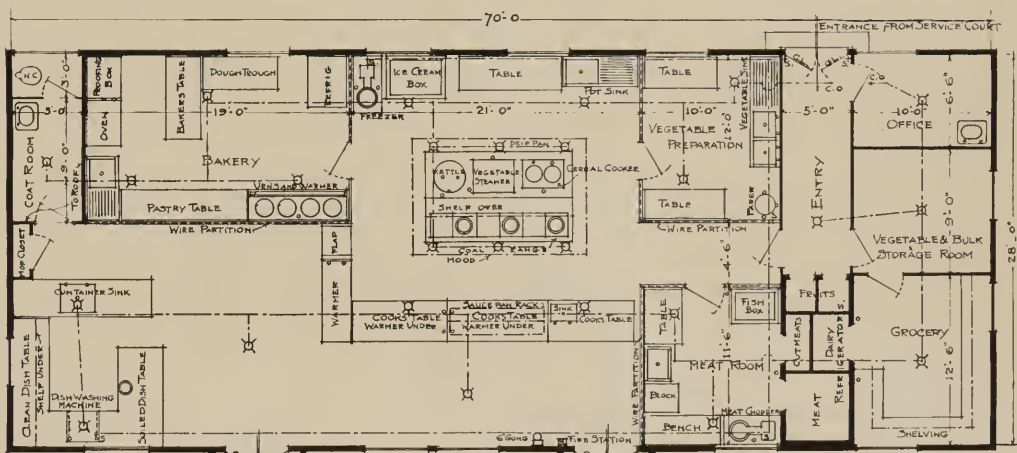 70'-0
ENTRANCE FROM SERVICE COURT
W.C.
3'-0"
5-0
ROOFING
BOX
OVEN
BAKERS TABLE
DOUGH TROUGH
REFRIG
19'-0"
BAKERY
COAT ROOM
9'-0"
TO ROOF
PASTRY TABLE
URNS AND WARMER
WIRE PARTITION
FREEZER
ICE CREAM
BOX
TABLE
POT SINK
21'-0"
DRIP PAN
KETTLE
VEGETABLE
STEAMER
CEREAL COOKER
SHELF OVER
COAL RANGE
HOOD
TABLE
VEGETABLE SINK
10'-0"
12'-0"
VEGETABLE
PREPARATION
PARER
TABLE
WIRE PARTITION
4'-6"
5'-0"
C.O.
ENTRY
10'-0"
6'-6"
OFFICE
9'-0"
VEGETABLE & BULK
STORAGE ROOM
28'-0"
MOP CLOSET
CONTAINER SINK
FLAP
WARMER
COOKS TABLE
WARMER UNDER
SAUCE PAN RACK
COOKS TABLE
WARMER UNDER
SINK
COOKS TABLE
CLEAN DISH TABLE
SHELF UNDER
DISH WASHING
MACHINE
S
SOILED DISH TABLE
6 GONG
FIRE STATION
WIRE PARTITION
TABLE
FISH
BOX
11'-6"
MEAT ROOM
BLOCK
BENCH
MEAT CHOPPER
S
FRUITS
CUTMEATS
DAIRY
REFRIGERATORS
MEAT
GROCERY
12'-6"
SHELVING